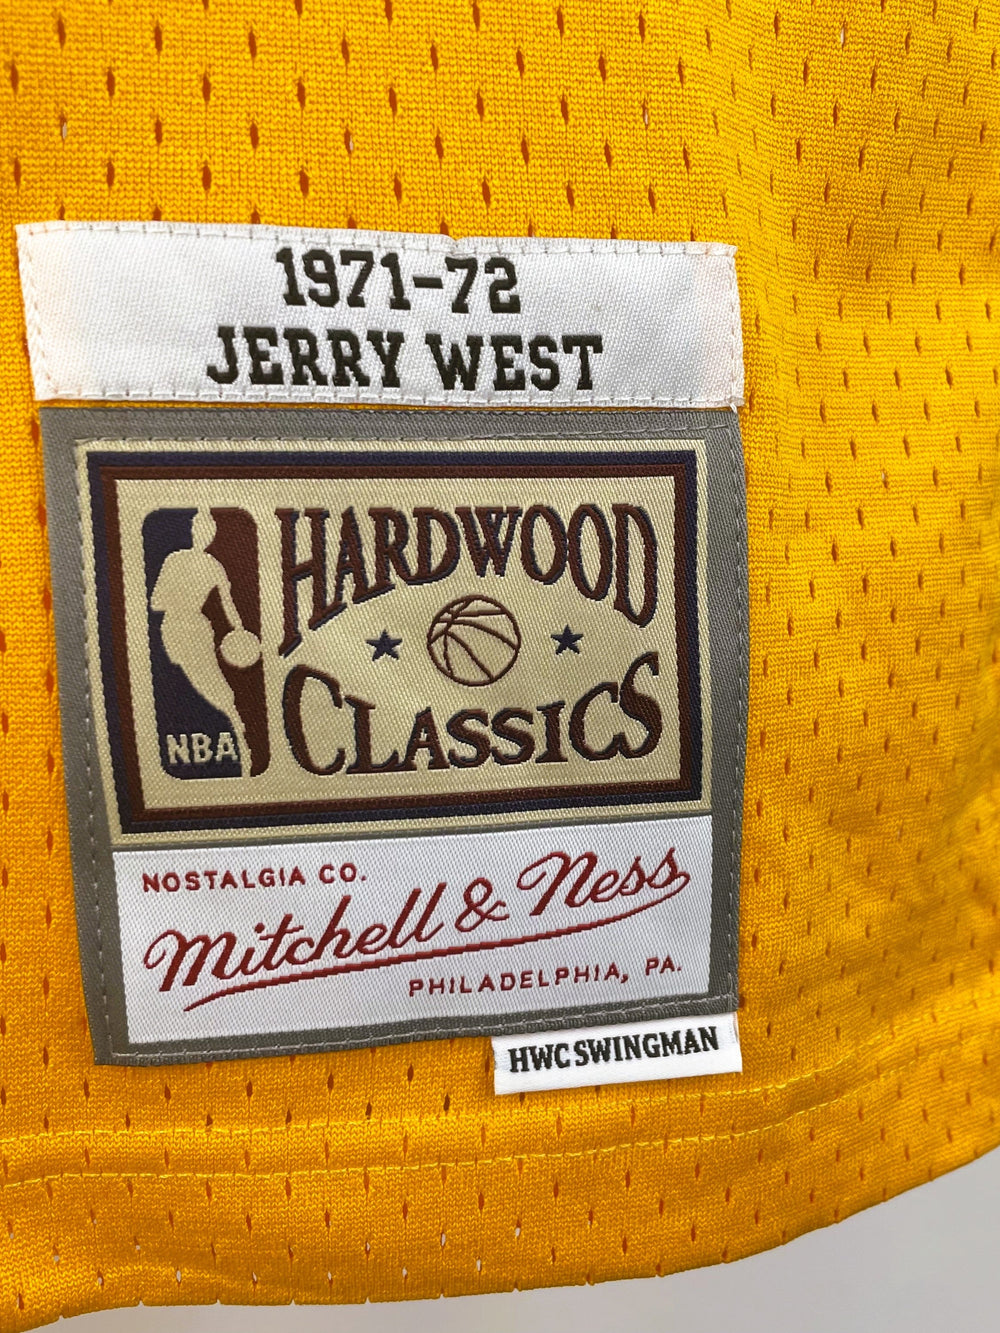 1971-72
JERRY WEST
HARDWOOD
CLASSICS
NBA
NOSTALGIA CO.
Mitchell & Ness
PHILADELPHIA, PA.
HWC SWINGMAN